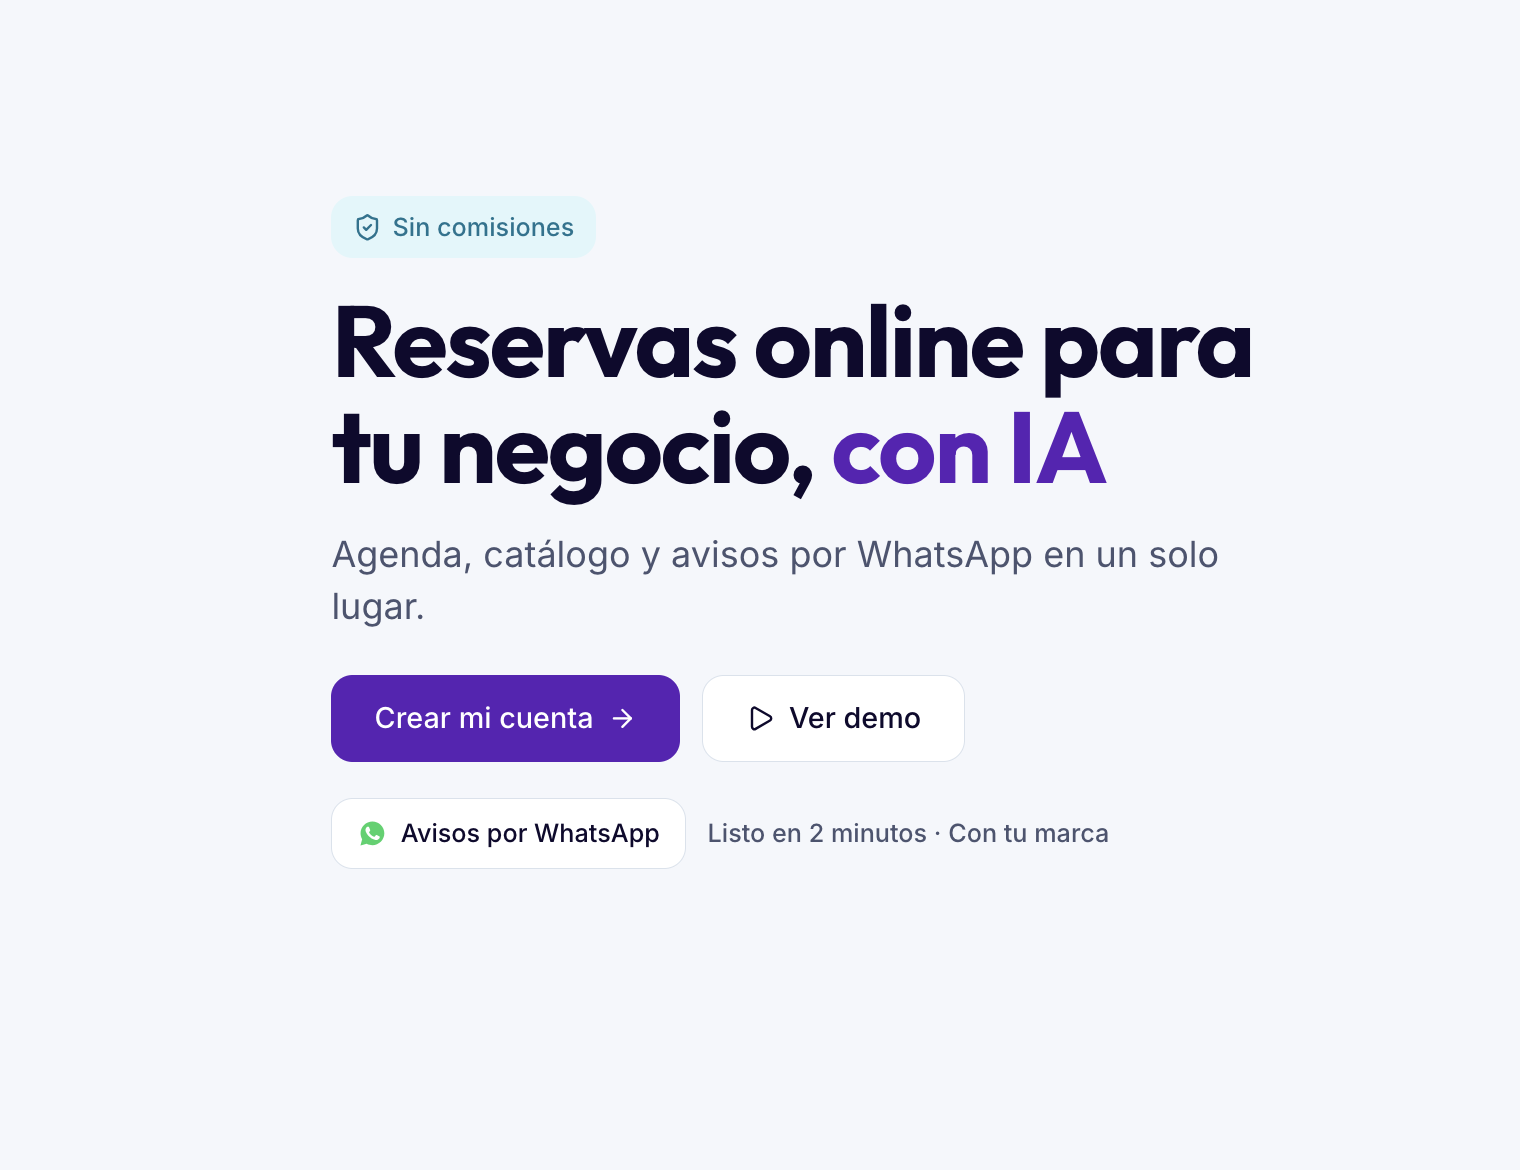 Sin comisiones
Reservas online para
tu negocio, con IA
Agenda, catálogo y avisos por WhatsApp en un solo
lugar.
Crear mi cuenta
Ver demo
Avisos por WhatsApp
Listo en 2 minutos · Con tu marca